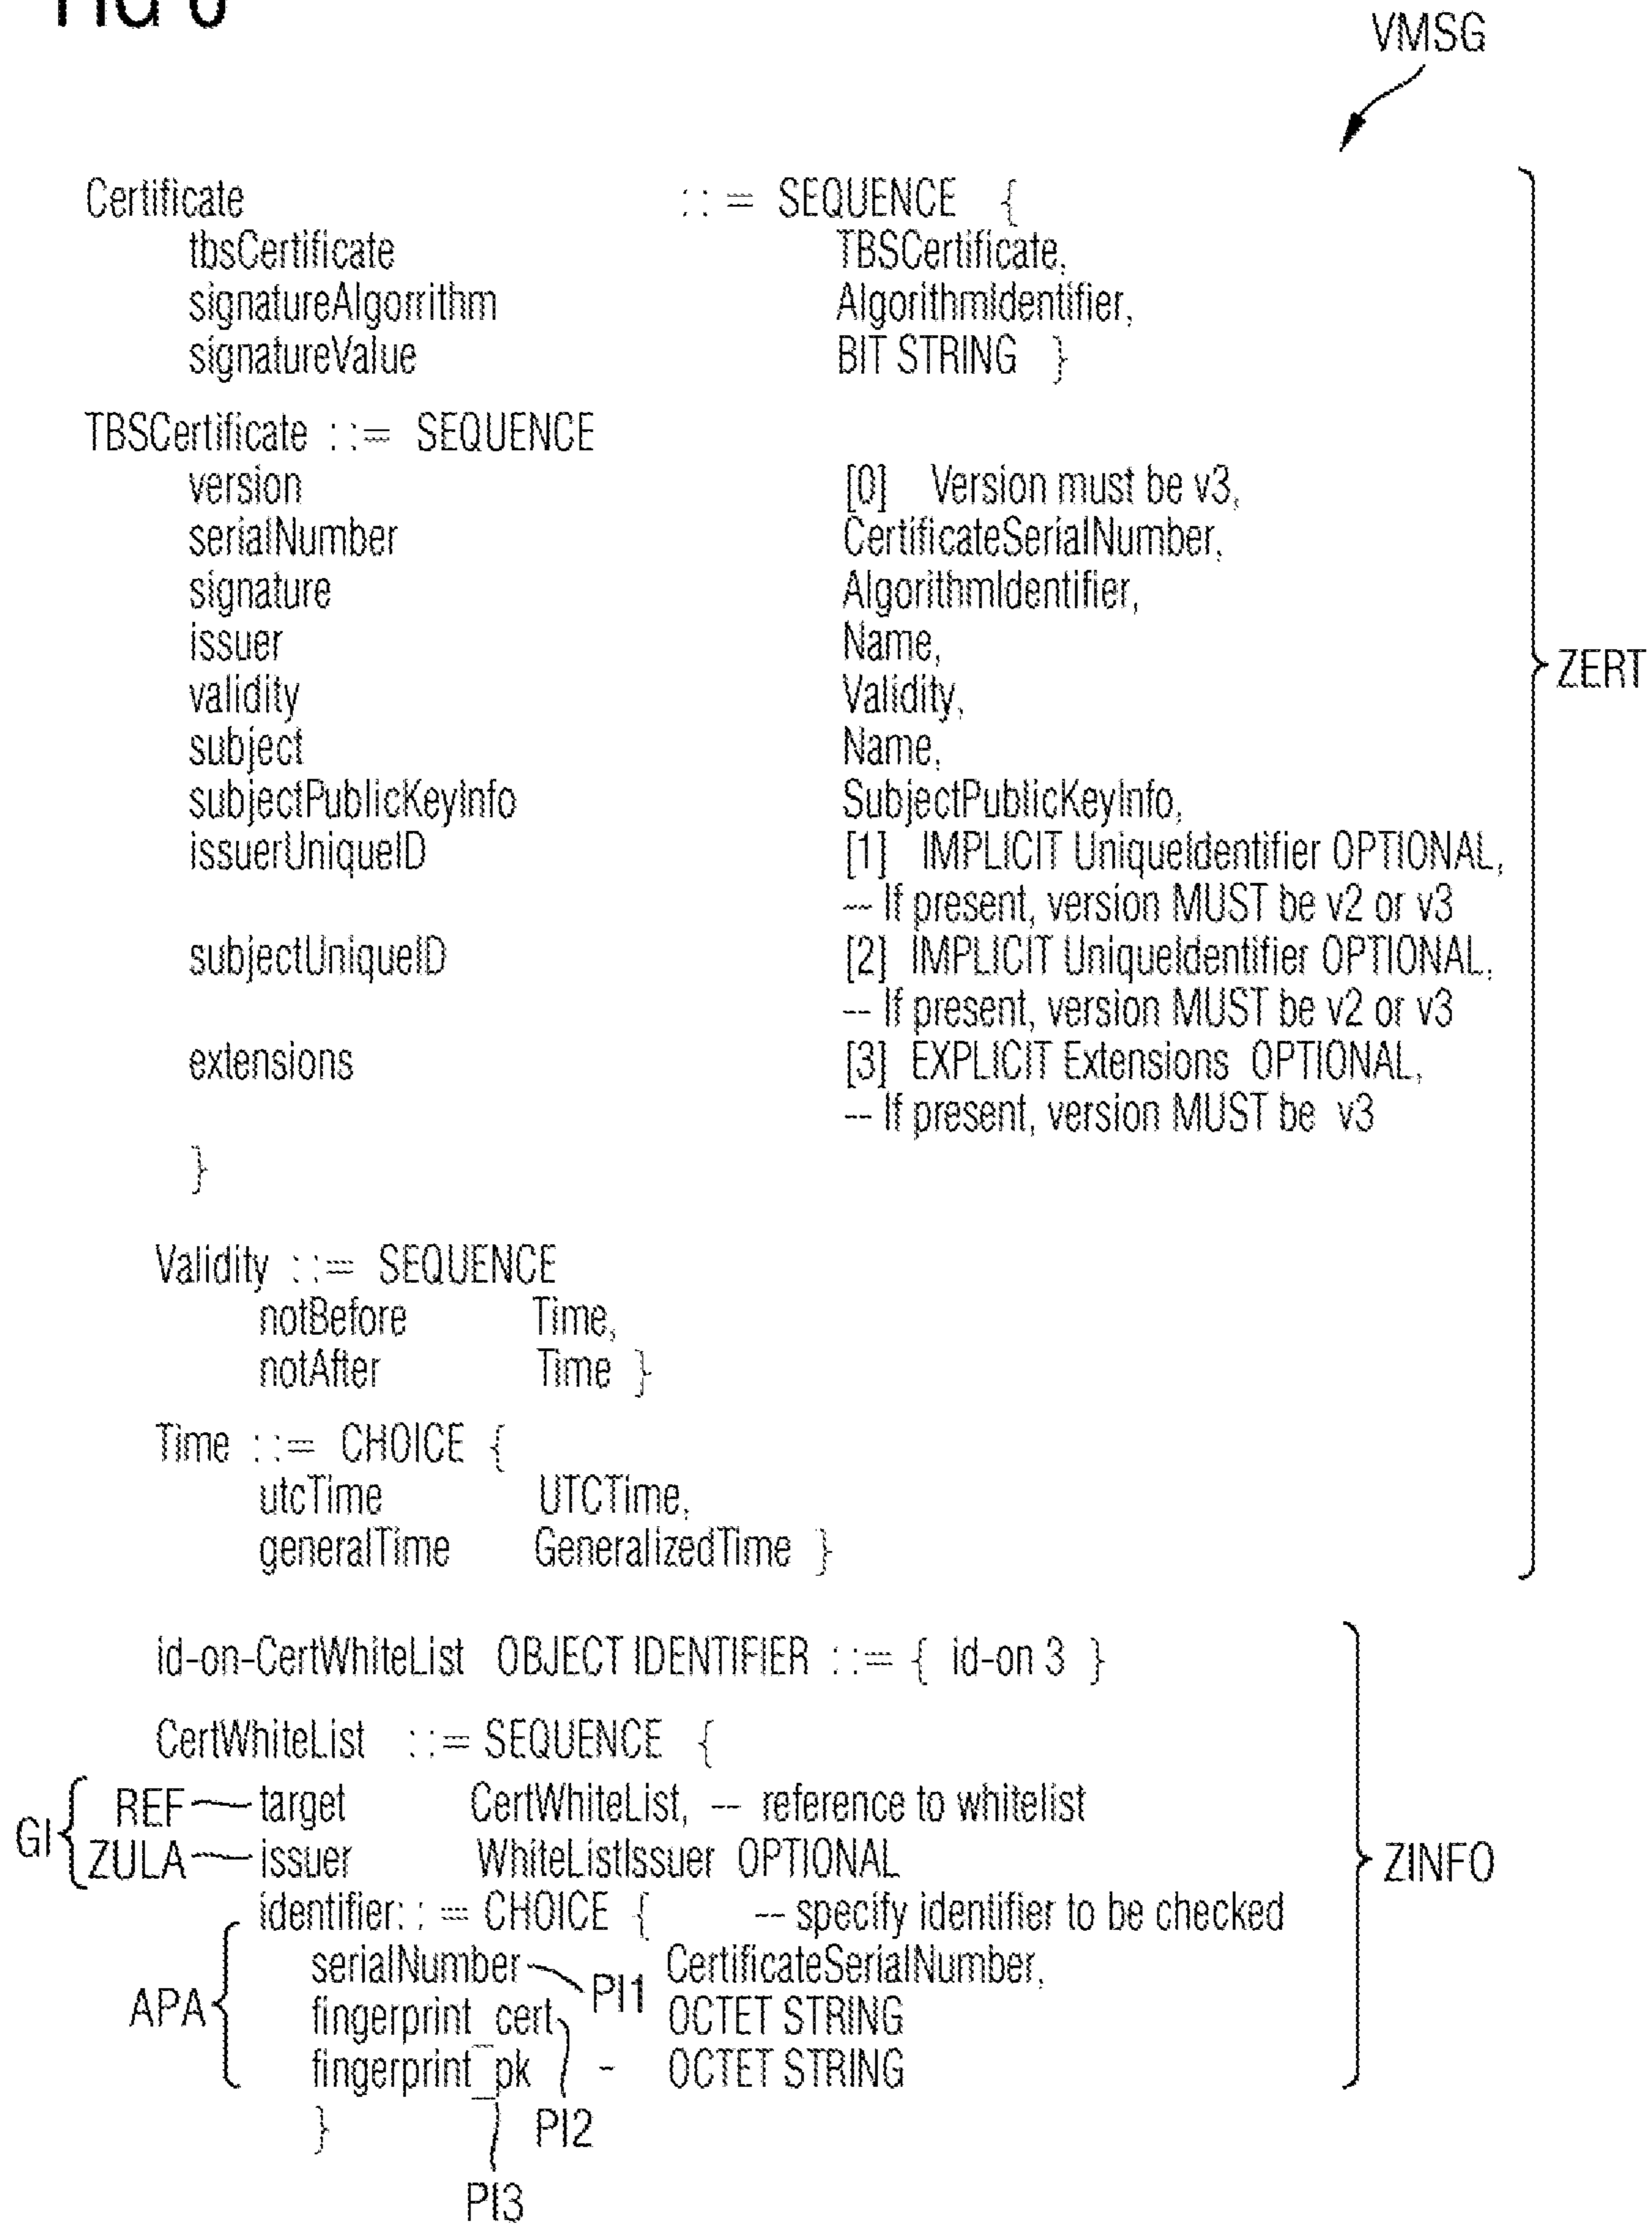 VMSG
Certificate ::= SEQUENCE {
tbsCertificate TBSCertificate,
signatureAlgorrithm AlgorithmIdentifier,
signatureValue BIT STRING }
TBSCertificate ::= SEQUENCE
version [0] Version must be v3,
serialNumber CertificateSerialNumber,
signature AlgorithmIdentifier,
issuer Name,
validity Validity,
ZERT
subject Name,
subjectPublicKeyInfo SubjectPublicKeyInfo,
issuerUniqueID [1] IMPLICIT UniqueIdentifier OPTIONAL,
-- If present, version MUST be v2 or v3
subjectUniqueID [2] IMPLICIT UniqueIdentifier OPTIONAL,
-- If present, version MUST be v2 or v3
extensions [3] EXPLICIT Extensions OPTIONAL,
-- If present, version MUST be v3
}
Validity ::= SEQUENCE
notBefore Time,
notAfter Time }
Time ::= CHOICE {
utcTime UTCTime,
generalTime GeneralizedTime }
id-on-CertWhiteList OBJECT IDENTIFIER ::= { id-on 3 }
CertWhiteList ::= SEQUENCE {
REF target CertWhiteList, -- reference to whitelist
GI
ZULA issuer WhiteListIssuer OPTIONAL
ZINFO
identifier::= CHOICE { -- specify identifier to be checked
serialNumber PI1 CertificateSerialNumber,
APA
fingerprint_cert OCTET STRING
fingerprint_pk - OCTET STRING
} PI2
PI3